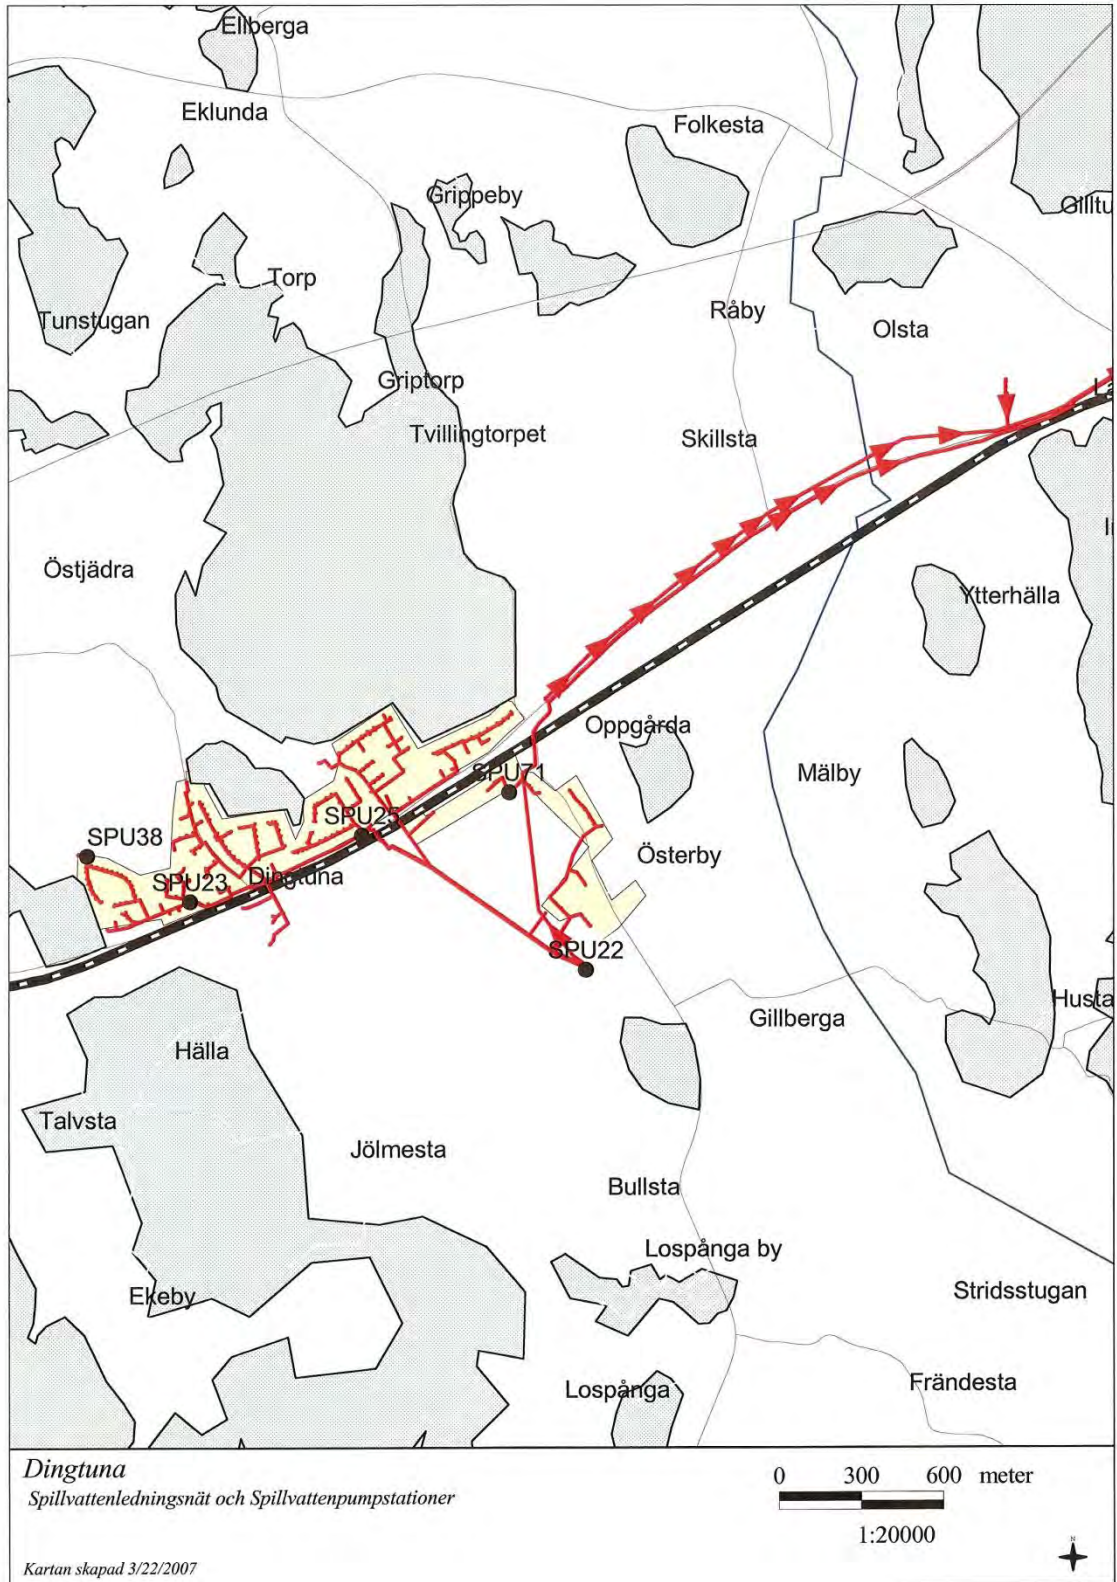 Ellberga
Eklunda
Folkesta
Grippeby
Torp
Tunstugan
Råby
Olsta
Griptorp
Tvillingtorpet
Skillsta
Östjädra
Ytterhälla
Oppgårda
SPU71
Mälby
SPU25
SPU38
Österby
SPU23
Dingtuna
SPU22
Husta
Gillberga
Hälla
Talvsta
Jölmesta
Bullsta
Lospånga by
Ekeby
Stridsstugan
Lospånga
Frändesta
Dingtuna
Spillvattenledningsnät och Spillvattenpumpstationer
0 300 600 meter
1:20000
N
Kartan skapad 3/22/2007